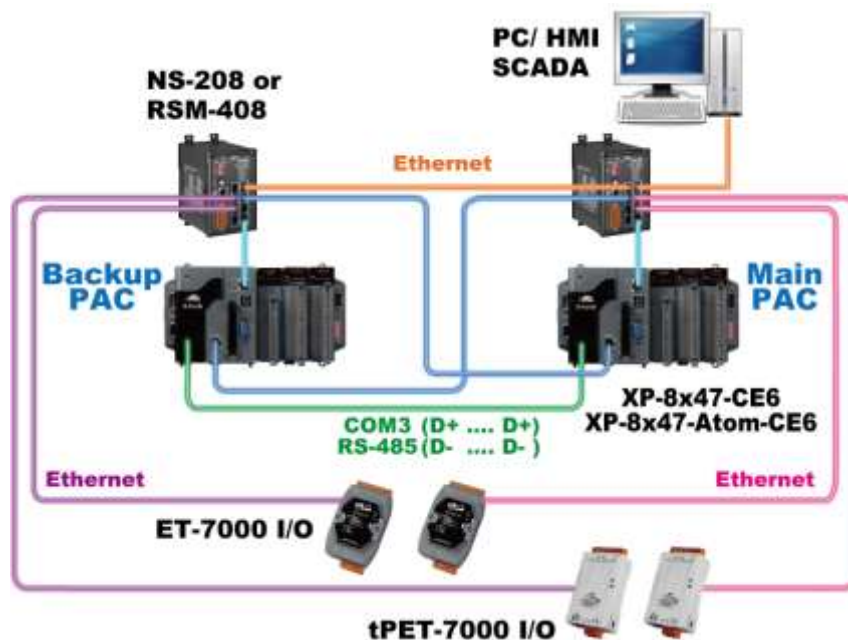 PC/ HMI
SCADA
NS-208 or
RSM-408
Ethernet
Backup
PAC
Main
PAC
XP-8x47-CE6
XP-8x47-Atom-CE6
COM3 (D+ .... D+)
RS-485 (D- .... D- )
Ethernet
Ethernet
ET-7000 I/O
tPET-7000 I/O